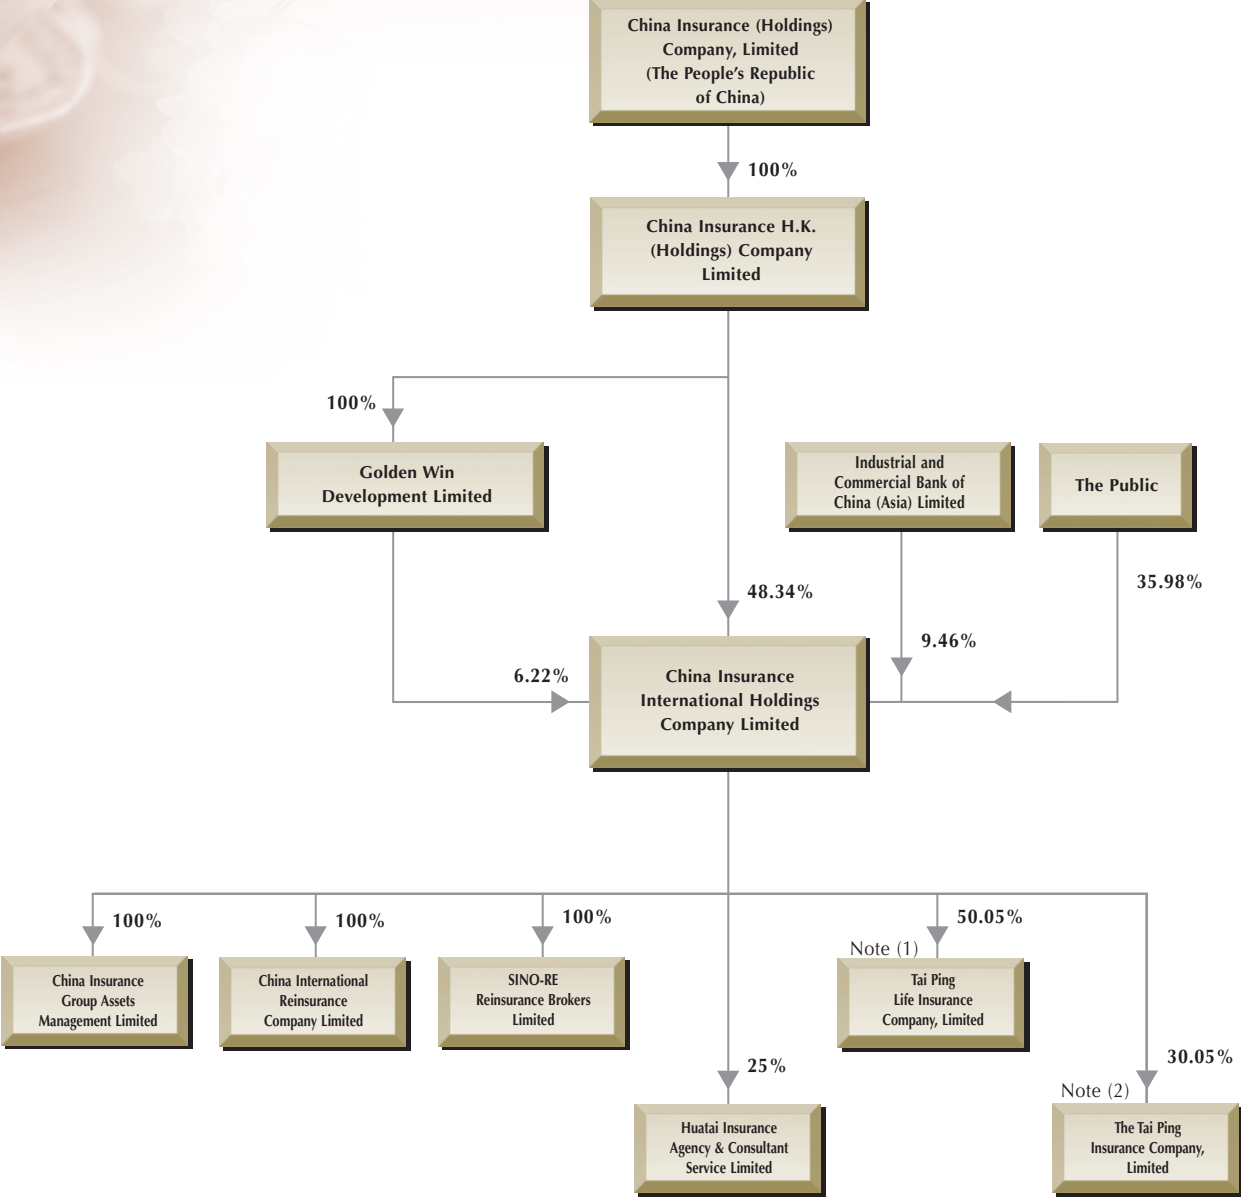 China Insurance (Holdings)
Company, Limited
(The People’s Republic
of China)
100%
China Insurance H.K.
(Holdings) Company
Limited
100%
Golden Win
Development Limited
Industrial and
Commercial Bank of
China (Asia) Limited
The Public
48.34%
35.98%
9.46%
6.22%
China Insurance
International Holdings
Company Limited
100%
China Insurance
Group Assets
Management Limited
100%
China International
Reinsurance
Company Limited
100%
SINO-RE
Reinsurance Brokers
Limited
50.05%
Note (1)
Tai Ping
Life Insurance
Company, Limited
25%
Huatai Insurance
Agency & Consultant
Service Limited
30.05%
Note (2)
The Tai Ping
Insurance Company,
Limited